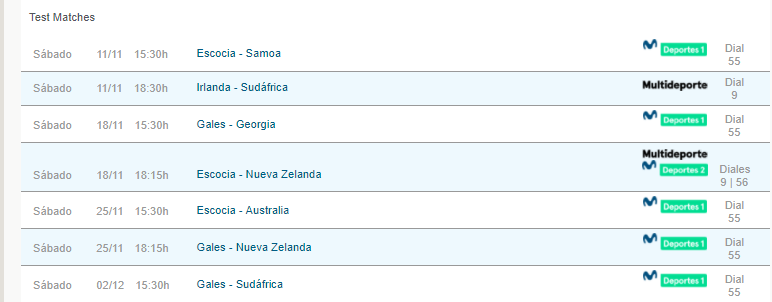 Test Matches
Sábado 11/11 15:30h Escocia - Samoa Deportes 1 Dial 55
Sábado 11/11 18:30h Irlanda - Sudáfrica Multideporte Dial 9
Sábado 18/11 15:30h Gales - Georgia Deportes 1 Dial 55
Sábado 18/11 18:15h Escocia - Nueva Zelanda Multideporte Deportes 2 Diales 9 | 56
Sábado 25/11 15:30h Escocia - Australia Deportes 1 Dial 55
Sábado 25/11 18:15h Gales - Nueva Zelanda Deportes 1 Dial 55
Sábado 02/12 15:30h Gales - Sudáfrica Deportes 1 Dial 55